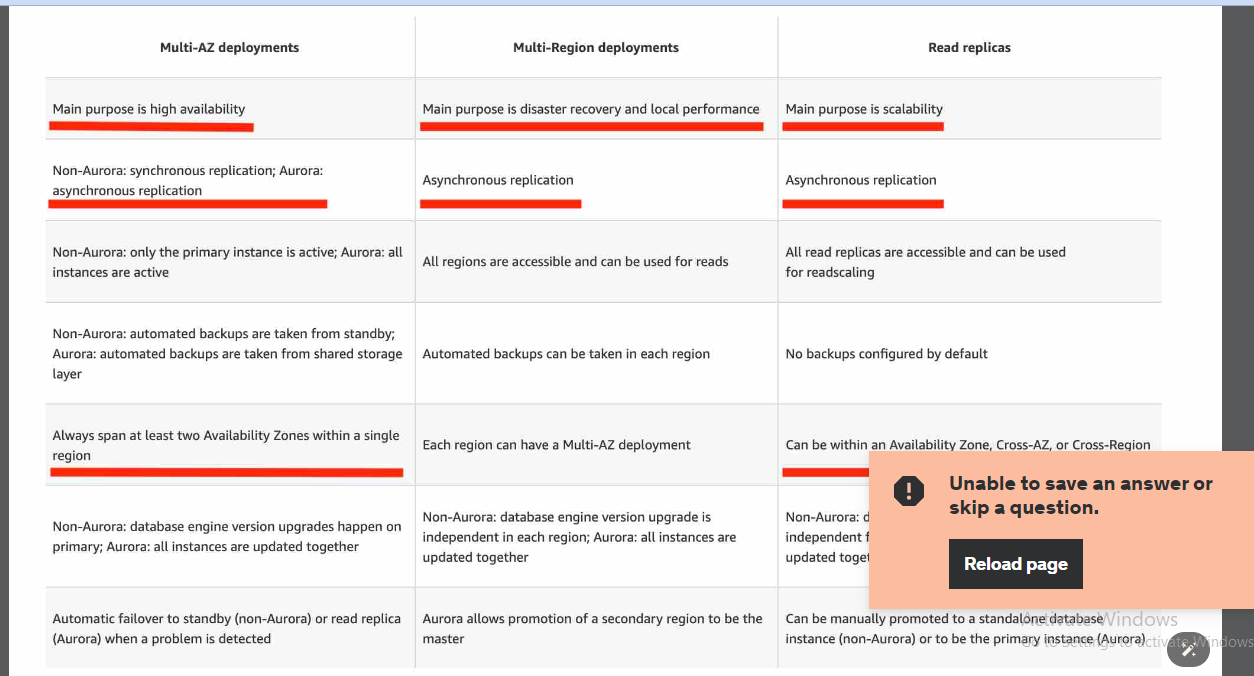 Multi-AZ deployments
Multi-Region deployments
Read replicas
Main purpose is high availability
Main purpose is disaster recovery and local performance
Main purpose is scalability
Non-Aurora: synchronous replication; Aurora:
asynchronous replication
Asynchronous replication
Asynchronous replication
Non-Aurora: only the primary instance is active; Aurora: all
instances are active
All regions are accessible and can be used for reads
All read replicas are accessible and can be used
for readscaling
Non-Aurora: automated backups are taken from standby;
Aurora: automated backups are taken from shared storage
layer
Automated backups can be taken in each region
No backups configured by default
Always span at least two Availability Zones within a single
region
Each region can have a Multi-AZ deployment
Can be within an Availability Zone, Cross-AZ, or Cross-Region
Non-Aurora: database engine version upgrades happen on
primary; Aurora: all instances are updated together
Non-Aurora: database engine version upgrade is
independent in each region; Aurora: all instances are
updated together
Non-Aurora:
independent
updated
Unable to save an answer or
skip a question.
Reload page
Automatic failover to standby (non-Aurora) or read replica
(Aurora) when a problem is detected
Aurora allows promotion of a secondary region to be the
master
Can be manually promoted to a standalone database
instance (non-Aurora) or to be the primary instance (Aurora)
Activate Windows
Go to Settings to activate Windows